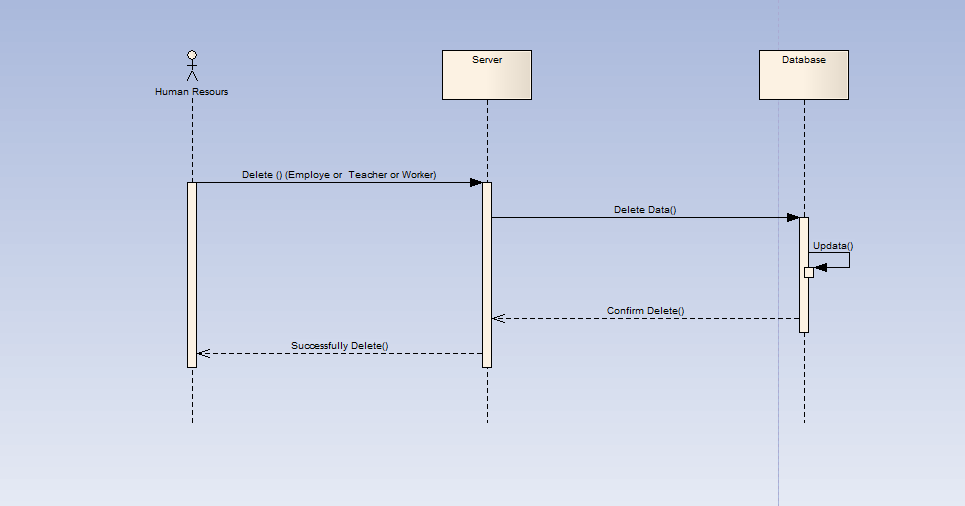 Server
Database
Human Resours
Delete () (Employe or  Teacher or Worker)
Delete Data()
Updata()
Confirm Delete()
Successfully Delete()